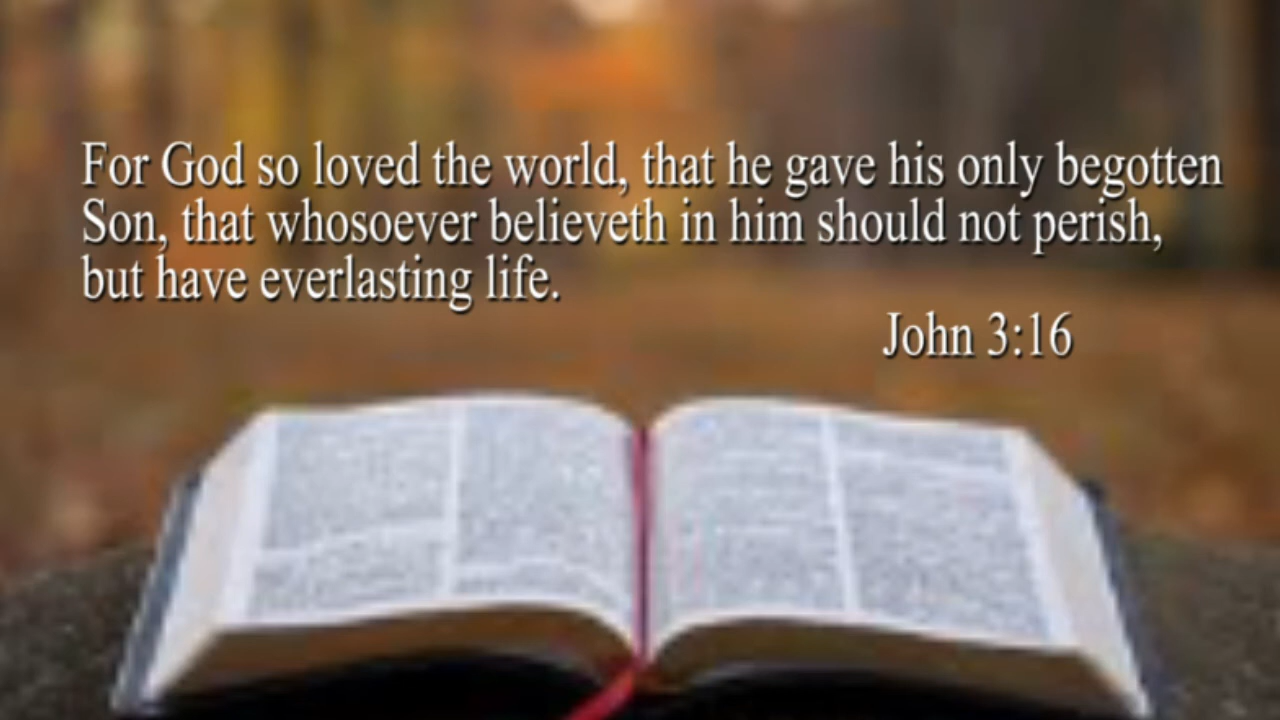 For God so loved the world, that he gave his only begotten
Son, that whosoever believeth in him should not perish,
but have everlasting life.
John 3:16